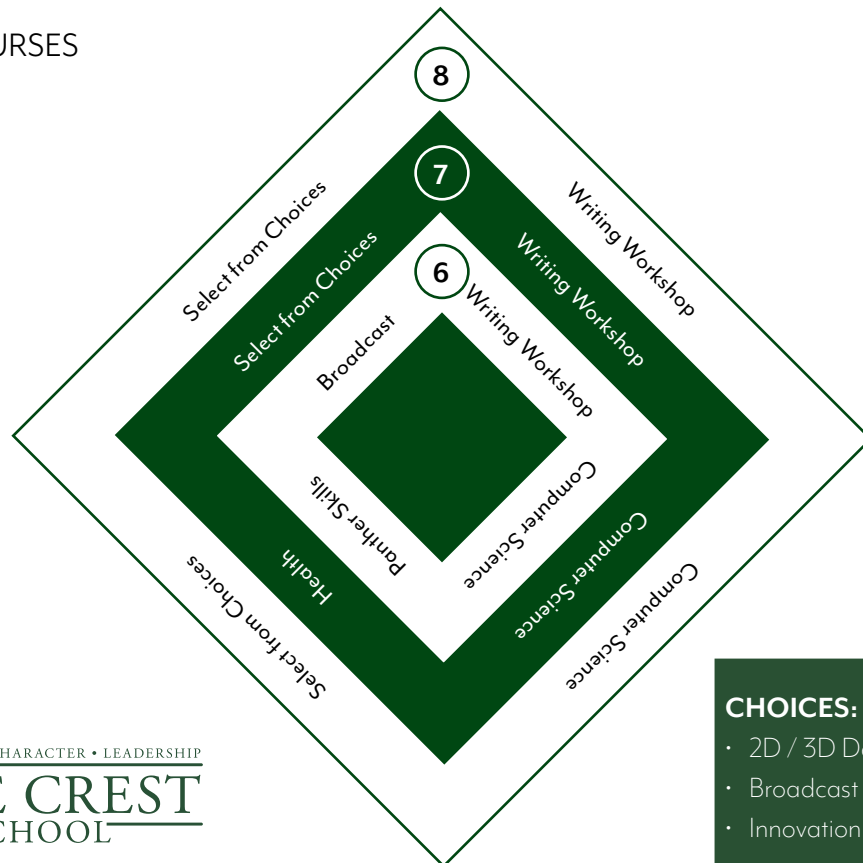 URSES
8
Select from Choices
Writing Workshop
7
Select from Choices
Writing Workshop
6
Broadcast
Writing Workshop
Panther Skills
Computer Science
Health
Computer Science
Select from Choices
Computer Science
HARACTER • LEADERSHIP
E CREST
CHOOL
CHOICES:
• 2D / 3D D
• Broadcast
• Innovation